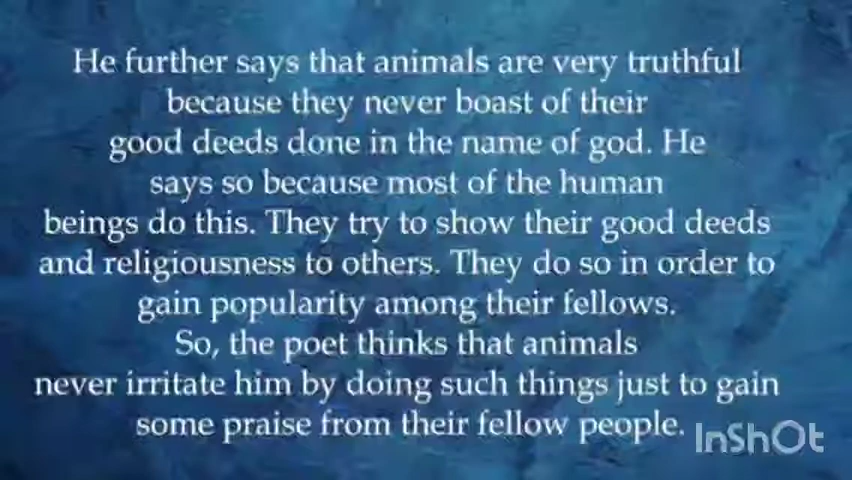 He further says that animals are very truthful
because they never boast of their
good deeds done in the name of god. He
says so because most of the human
beings do this. They try to show their good deeds
and religiousness to others. They do so in order to
gain popularity among their fellows.
So, the poet thinks that animals
never irritate him by doing such things just to gain
some praise from their fellow people.
InShOt